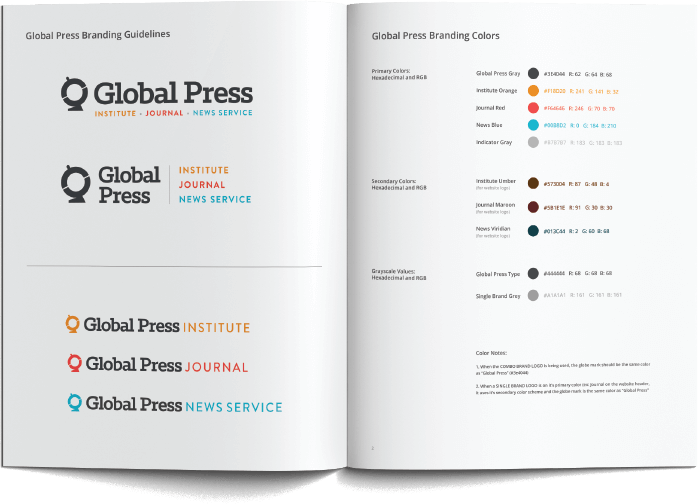 Global Press Branding Guidelines
Global Press
INSTITUTE • JOURNAL • NEWS SERVICE
Global
Press
INSTITUTE
JOURNAL
NEWS SERVICE
Global Press INSTITUTE
Global Press JOURNAL
Global Press NEWS SERVICE
Global Press Branding Colors
Primary Colors:
Hexadecimal and RGB
Global Press Gray #3E4044 R: 62 G: 64 B: 68
Institute Orange #F18D20 R: 241 G: 141 B: 32
Journal Red #F6464E R: 246 G: 70 B: 78
News Blue #00B8D2 R: 0 G: 184 B: 210
Indicator Gray #B7B7B7 R: 183 G: 183 B: 183
Secondary Colors:
Hexadecimal and RGB
Institute Umber #573004 R: 87 G: 48 B: 4
(for website logo)
Journal Maroon #5B1E1E R: 91 G: 30 B: 30
(for website logo)
News Viridian #013C44 R: 2 G: 60 B: 68
(for website logo)
Grayscale Values:
Hexadecimal and RGB
Global Press Type #444444 R: 68 G: 68 B: 68
Single Brand Grey #A1A1A1 R: 161 G: 161 B: 161
Color Notes:
1. When the COMBO BRAND LOGO is being used, the globe mark should be the same color
as "Global Press" (#3e4044)
2. When a SINGLE BRAND LOGO is on it's primary color (as you nail on the website header,
it uses it's secondary color scheme and the globe mark is the same color as "Global Press"